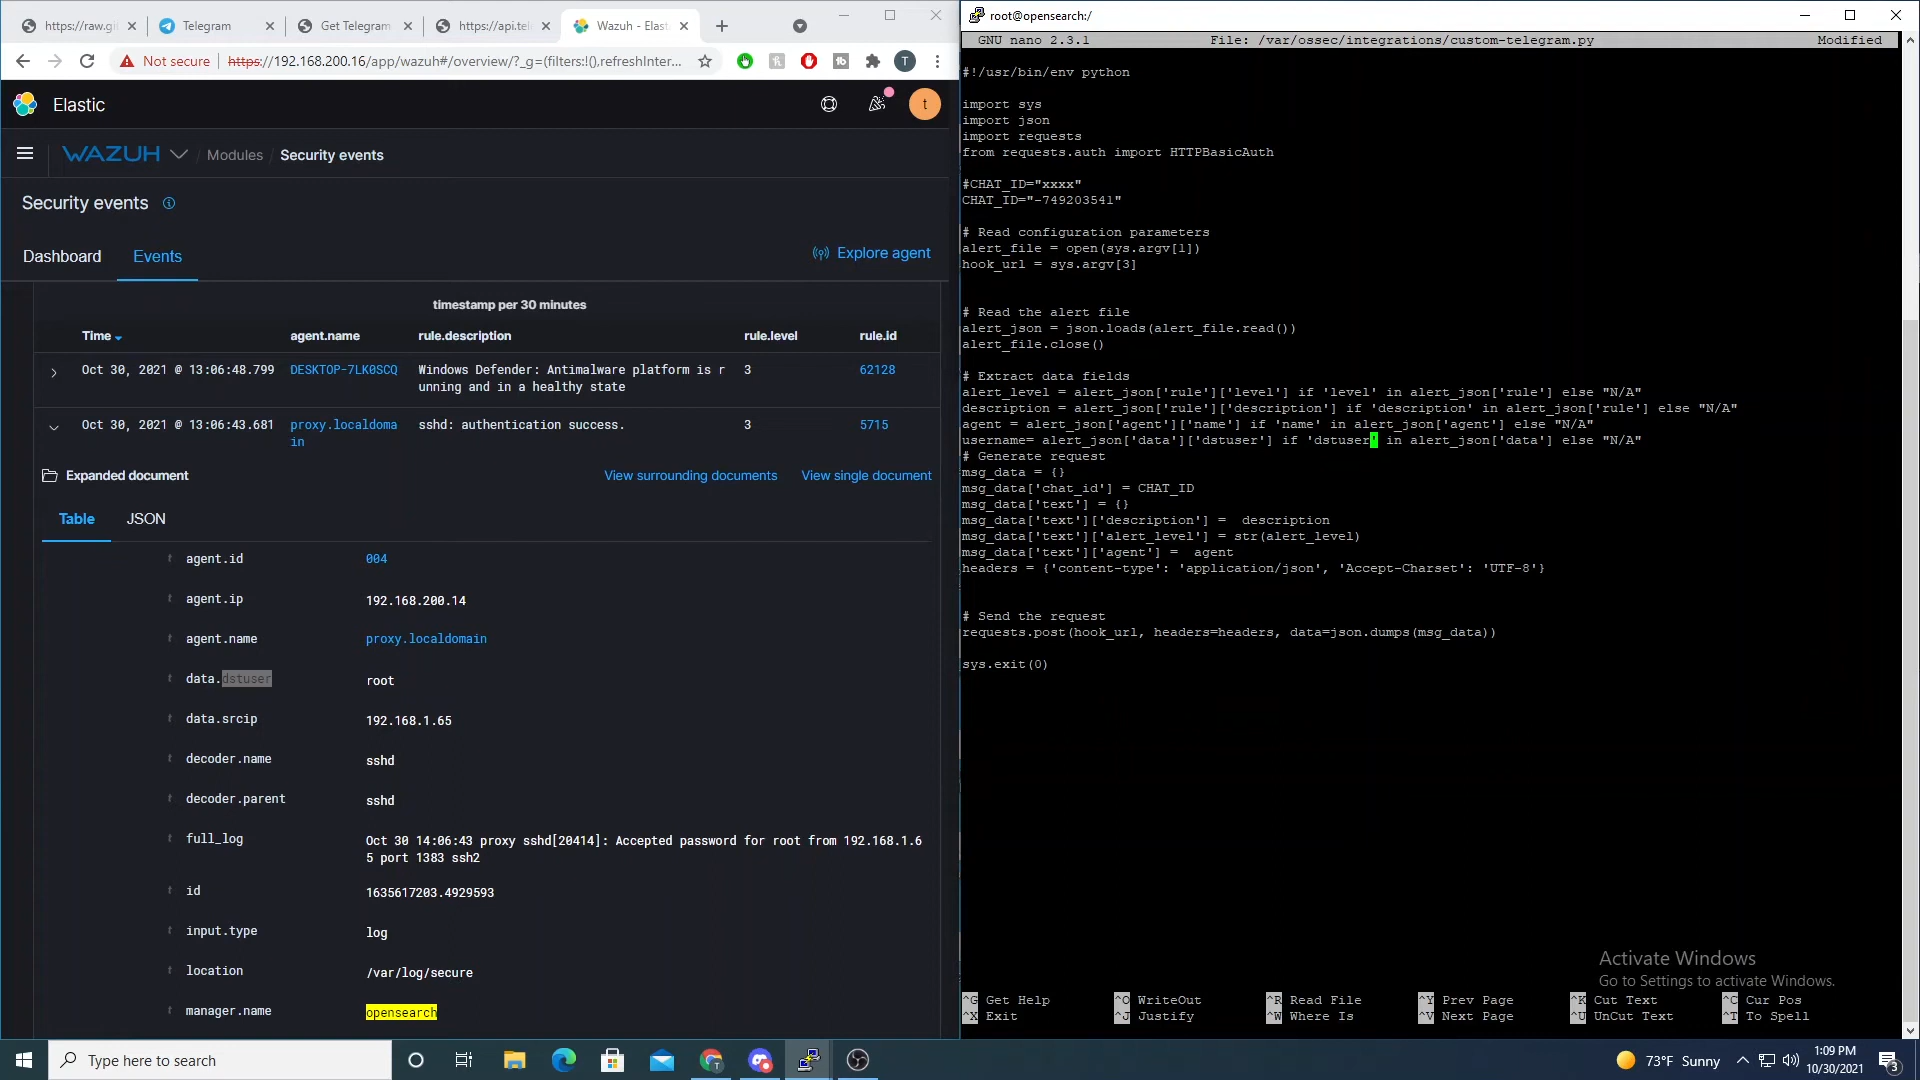 https://raw.gi
Telegram
Get Telegram
https://api.tel
Wazuh - Elast
Not secure
https://192.168.200.16/app/wazuh#/overview/?_g=(filters:!(),refreshInter...
T
Elastic
t
WAZUH / Modules / Security events
Security events
Dashboard
Events
Explore agent
timestamp per 30 minutes
Time agent.name rule.description rule.level rule.id
Oct 30, 2021 @ 13:06:48.799 DESKTOP-7LK0SCQ Windows Defender: Antimalware platform is r 3 62128
unning and in a healthy state
Oct 30, 2021 @ 13:06:43.681 proxy.localdoma sshd: authentication success. 3 5715
in
Expanded document
View surrounding documents
View single document
Table
JSON
t agent.id 004
t agent.ip 192.168.200.14
t agent.name proxy.localdomain
t data.dstuser root
t data.srcip 192.168.1.65
t decoder.name sshd
t decoder.parent sshd
t full_log Oct 30 14:06:43 proxy sshd[20414]: Accepted password for root from 192.168.1.6
5 port 1383 ssh2
t id 1635617203.4929593
t input.type log
t location /var/log/secure
t manager.name opensearch
root@opensearch:/
GNU nano 2.3.1 File: /var/ossec/integrations/custom-telegram.py Modified
#!/usr/bin/env python
import sys
import json
import requests
from requests.auth import HTTPBasicAuth
#CHAT_ID="xxxx"
CHAT_ID="-749203541"
# Read configuration parameters
alert_file = open(sys.argv[1])
hook_url = sys.argv[3]
# Read the alert file
alert_json = json.loads(alert_file.read())
alert_file.close()
# Extract data fields
alert_level = alert_json['rule']['level'] if 'level' in alert_json['rule'] else "N/A"
description = alert_json['rule']['description'] if 'description' in alert_json['rule'] else "N/A"
agent = alert_json['agent']['name'] if 'name' in alert_json['agent'] else "N/A"
username= alert_json['data']['dstuser'] if 'dstuser' in alert_json['data'] else "N/A"
# Generate request
msg_data = {}
msg_data['chat_id'] = CHAT_ID
msg_data['text'] = {}
msg_data['text']['description'] =  description
msg_data['text']['alert_level'] = str(alert_level)
msg_data['text']['agent'] =  agent
headers = {'content-type': 'application/json', 'Accept-Charset': 'UTF-8'}
# Send the request
requests.post(hook_url, headers=headers, data=json.dumps(msg_data))
sys.exit(0)
Activate Windows
Go to Settings to activate Windows.
^G Get Help ^O WriteOut ^R Read File ^Y Prev Page ^K Cut Text ^C Cur Pos
^X Exit ^J Justify ^W Where Is ^V Next Page ^U UnCut Text ^T To Spell
Type here to search
73°F Sunny
1:09 PM
10/30/2021
3